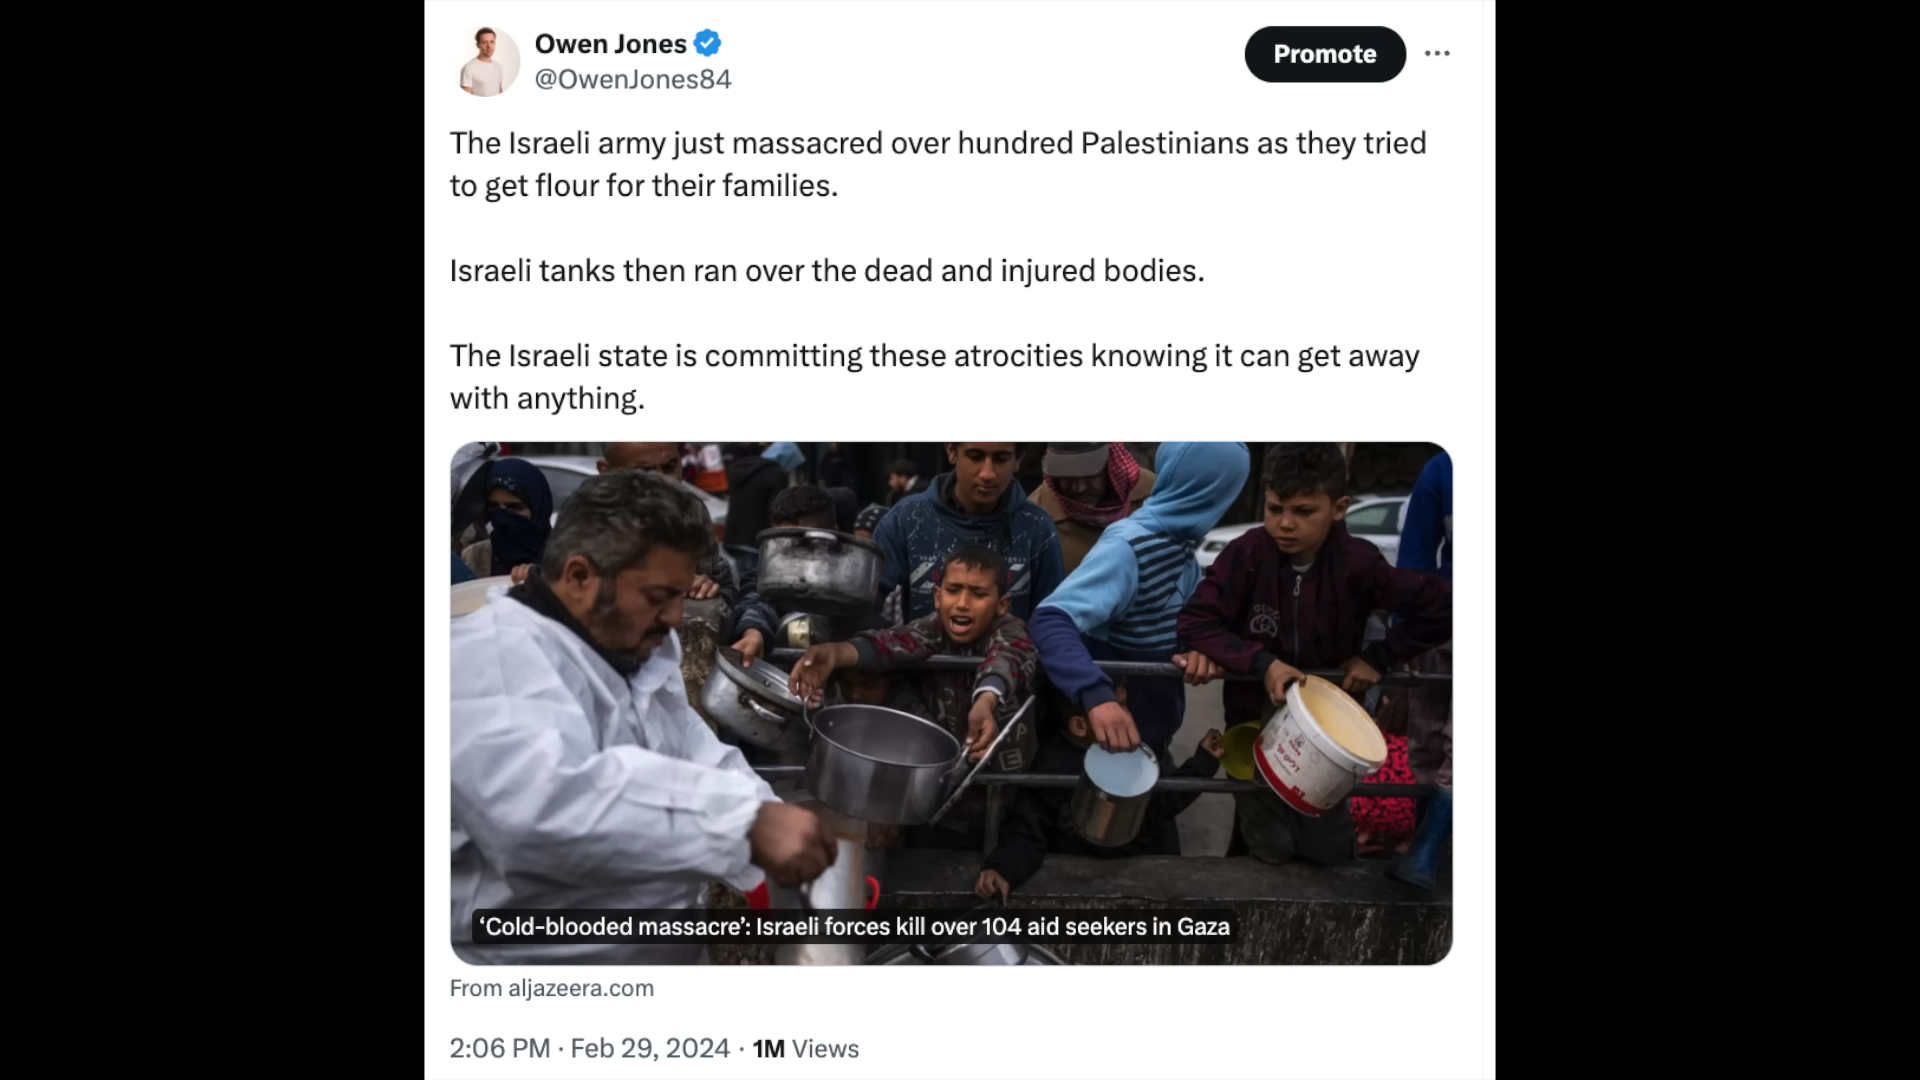 Owen Jones
@OwenJones84
Promote
The Israeli army just massacred over hundred Palestinians as they tried
to get flour for their families.
Israeli tanks then ran over the dead and injured bodies.
The Israeli state is committing these atrocities knowing it can get away
with anything.
‘Cold-blooded massacre’: Israeli forces kill over 104 aid seekers in Gaza
From aljazeera.com
2:06 PM · Feb 29, 2024 · 1M Views